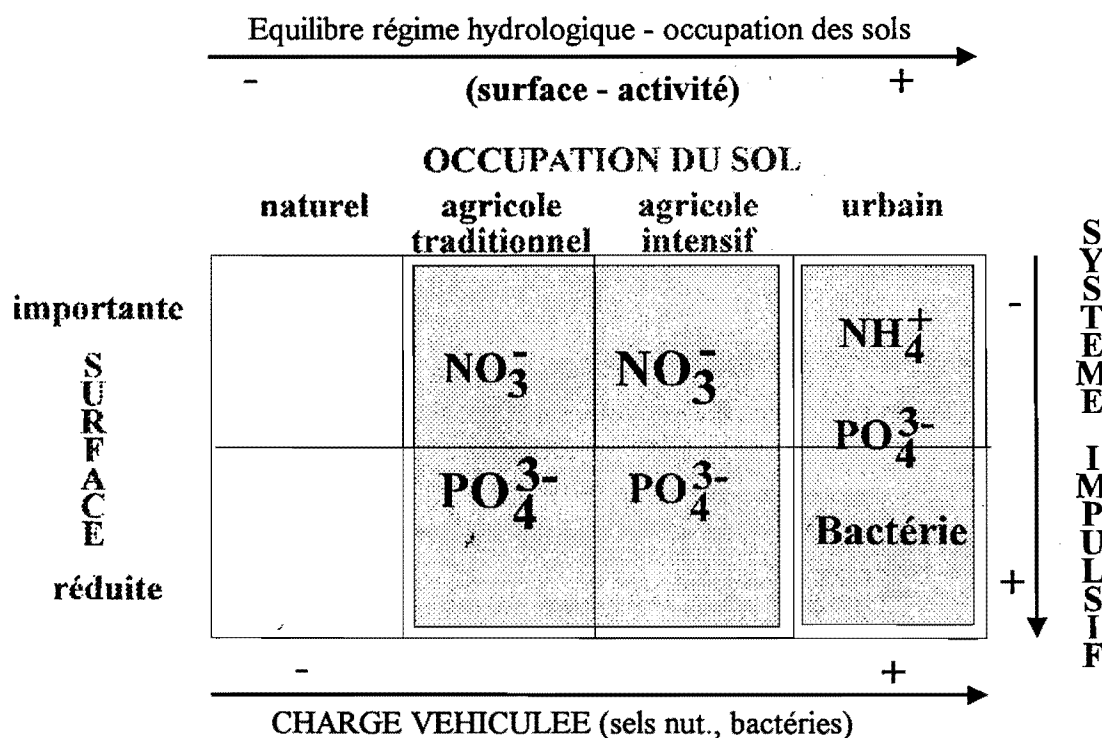 Equilibre régime hydrologique - occupation des sols
- +
(surface - activité)
OCCUPATION DU SOL
naturel agricole traditionnel agricole intensif urbain
importante
SURFACE
réduite
NO3- NO3- NH4+
PO43-
PO43- PO43-
Bactérie
-
+
SYSTEME IMPULSIF
- +
CHARGE VEHICULEE (sels nut., bactéries)